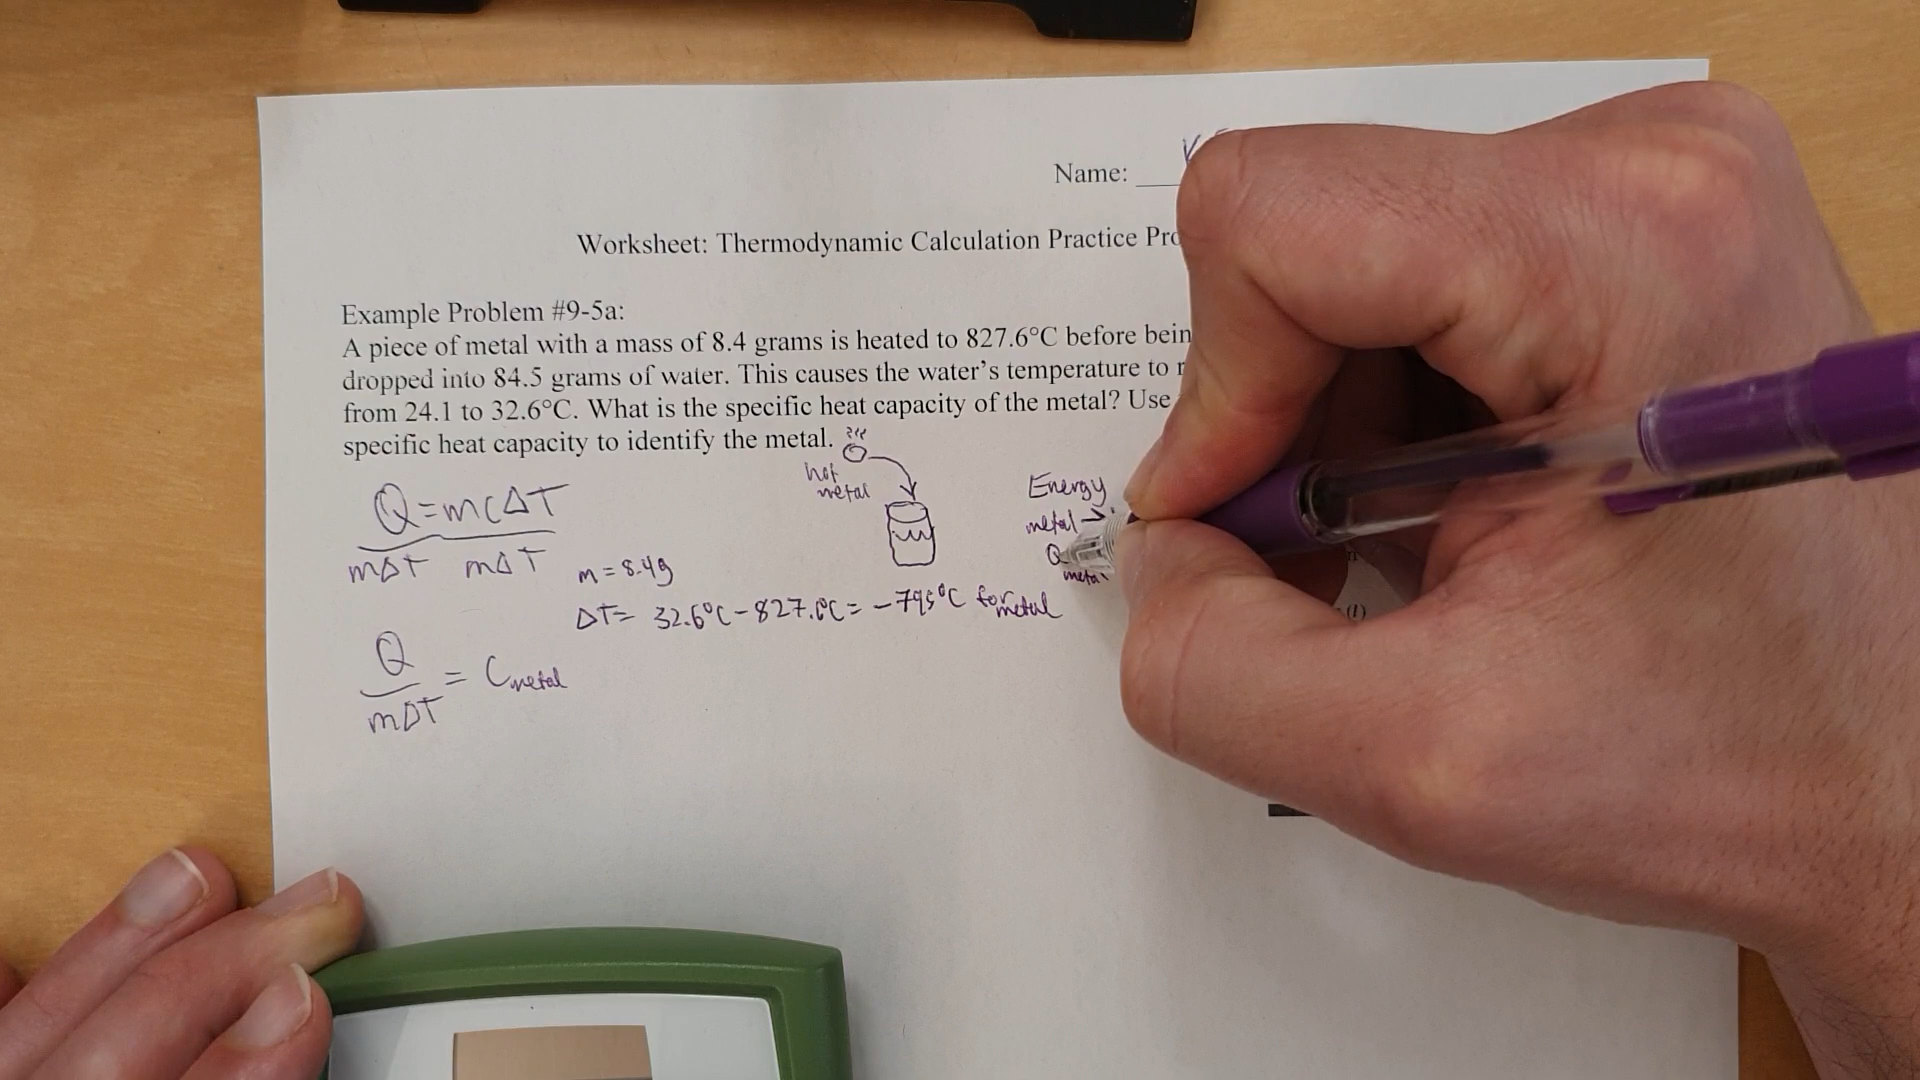 Name:
Worksheet: Thermodynamic Calculation Practice
Example Problem #9-5a:
A piece of metal with a mass of 8.4 grams is heated to 827.6°C before
dropped into 84.5 grams of water. This causes the water's temperature to
from 24.1 to 32.6°C. What is the specific heat capacity of the metal? Use
specific heat capacity to identify the metal.
hot
metal
Energy
metal →
Q metal
Q=mcΔT
mΔT mΔT
m = 8.4g
ΔT= 32.6°C - 827.6°C = -795°C for metal
Q
mΔT
= Cmetal
(l)